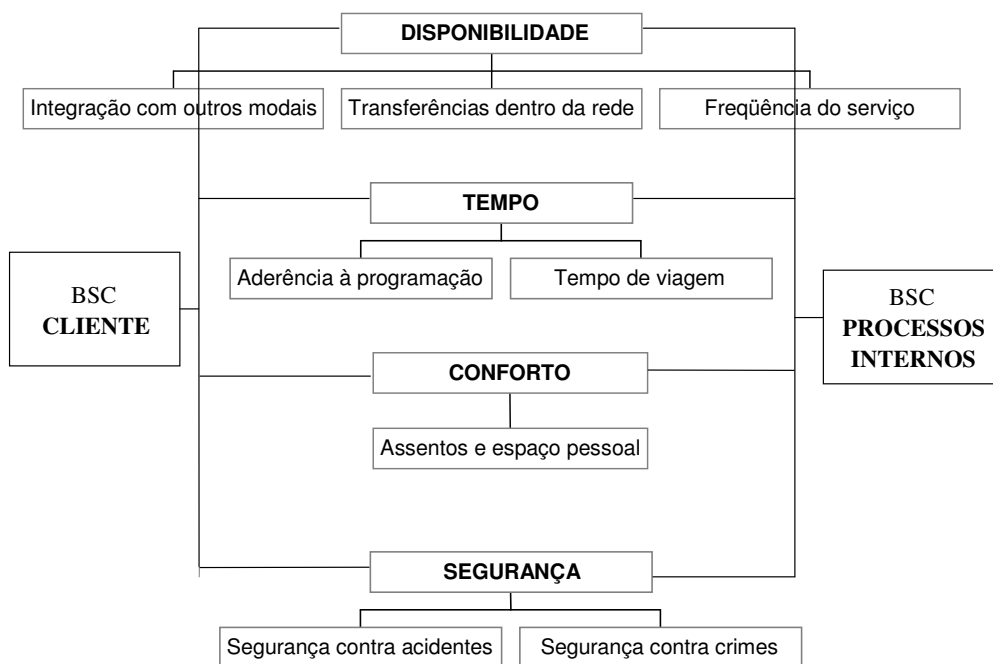 DISPONIBILIDADE
Integração com outros modais
Transferências dentro da rede
Freqüência do serviço
TEMPO
Aderência à programação
Tempo de viagem
BSC
CLIENTE
BSC
PROCESSOS
INTERNOS
CONFORTO
Assentos e espaço pessoal
SEGURANÇA
Segurança contra acidentes
Segurança contra crimes